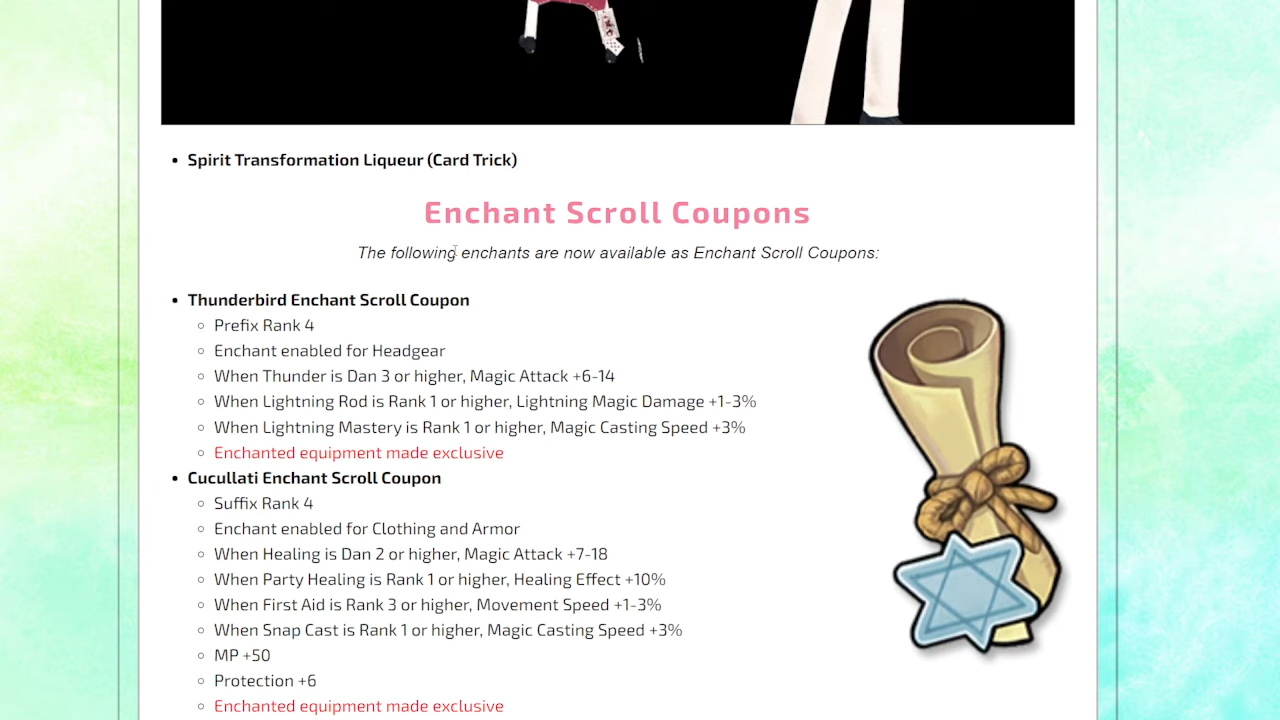 Spirit Transformation Liqueur (Card Trick)
Enchant Scroll Coupons
The following enchants are now available as Enchant Scroll Coupons:
Thunderbird Enchant Scroll Coupon
Prefix Rank 4
Enchant enabled for Headgear
When Thunder is Dan 3 or higher, Magic Attack +6-14
When Lightning Rod is Rank 1 or higher, Lightning Magic Damage +1-3%
When Lightning Mastery is Rank 1 or higher, Magic Casting Speed +3%
Enchanted equipment made exclusive
Cucullati Enchant Scroll Coupon
Suffix Rank 4
Enchant enabled for Clothing and Armor
When Healing is Dan 2 or higher, Magic Attack +7-18
When Party Healing is Rank 1 or higher, Healing Effect +10%
When First Aid is Rank 3 or higher, Movement Speed +1-3%
When Snap Cast is Rank 1 or higher, Magic Casting Speed +3%
MP +50
Protection +6
Enchanted equipment made exclusive